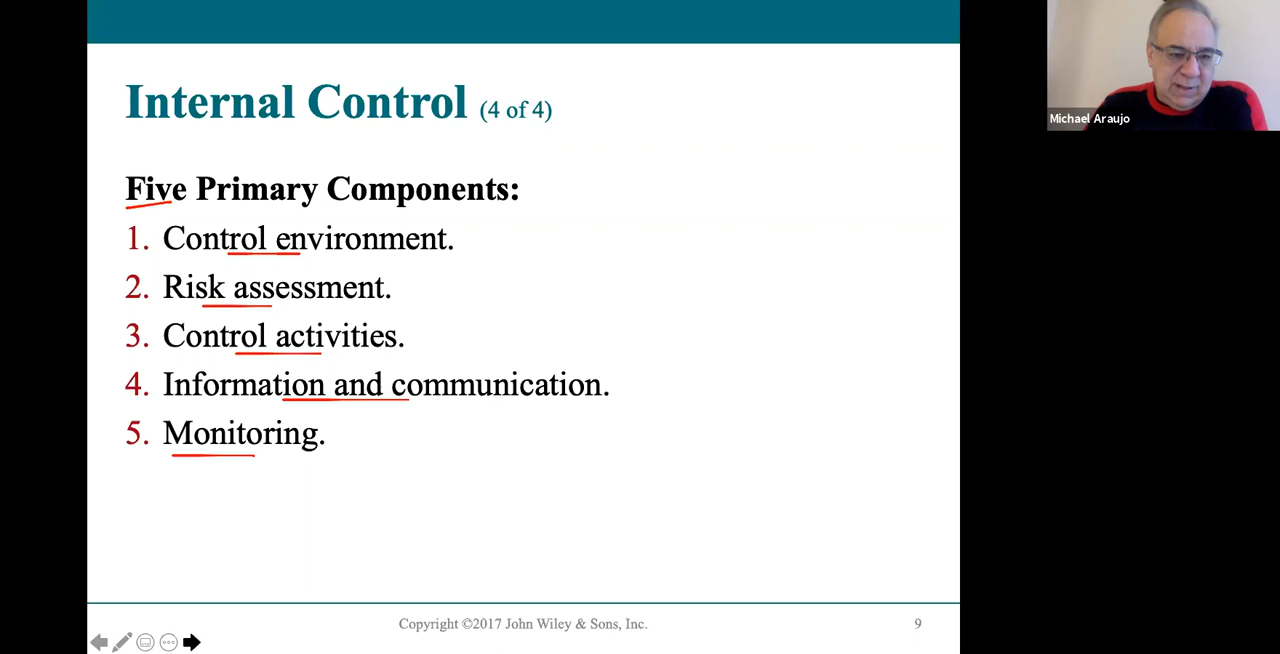 Internal Control (4 of 4)
Five Primary Components:
1. Control environment.
2. Risk assessment.
3. Control activities.
4. Information and communication.
5. Monitoring.
Copyright ©2017 John Wiley & Sons, Inc.
9
Michael Araujo